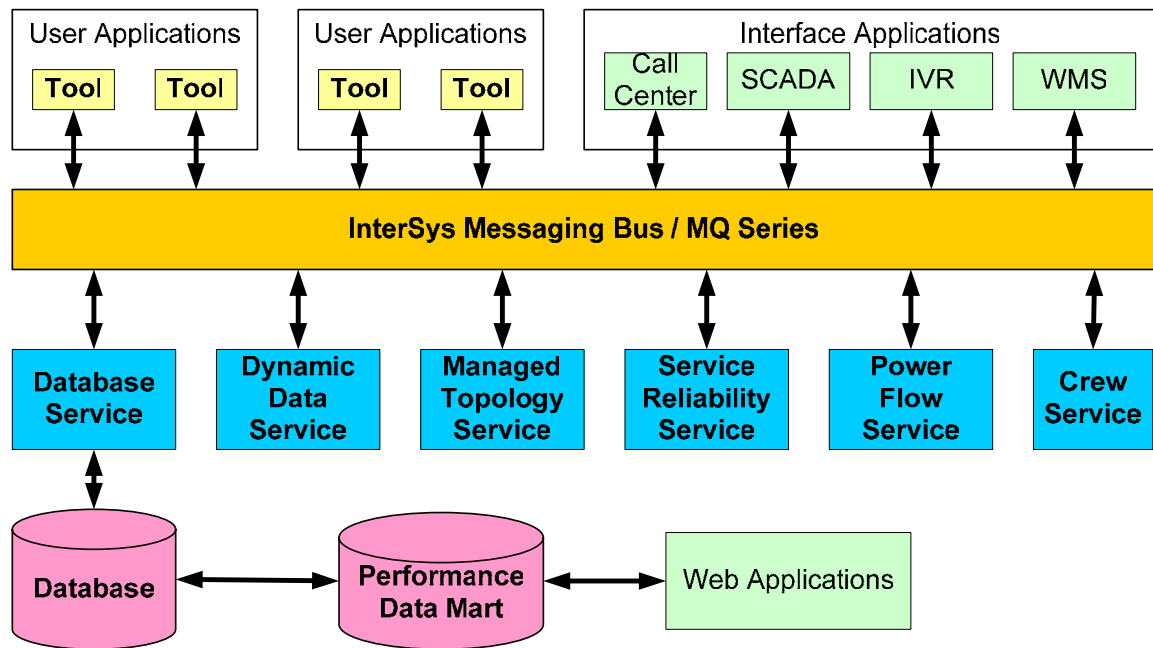 User Applications
Tool
Tool
User Applications
Tool
Tool
Interface Applications
Call
Center
SCADA
IVR
WMS
InterSys Messaging Bus / MQ Series
Database
Service
Dynamic
Data
Service
Managed
Topology
Service
Service
Reliability
Service
Power
Flow
Service
Crew
Service
Database
Performance
Data Mart
Web Applications